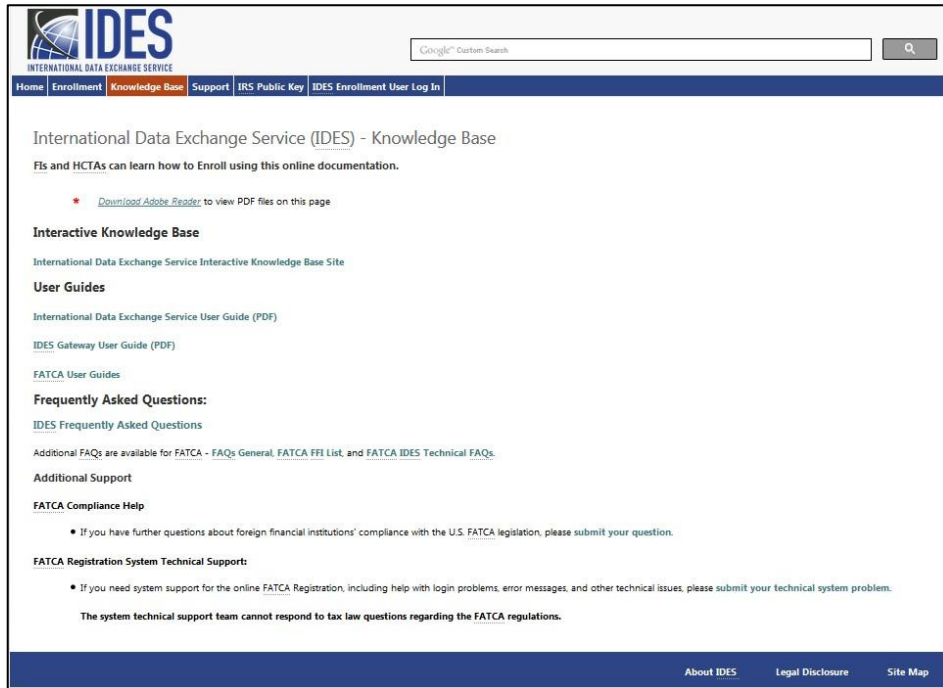 IDES
INTERNATIONAL DATA EXCHANGE SERVICE
Google™ Custom Search
Home Enrollment Knowledge Base Support IRS Public Key IDES Enrollment User Log In
International Data Exchange Service (IDES) - Knowledge Base
FIs and HCTAs can learn how to Enroll using this online documentation.
* Download Adobe Reader to view PDF files on this page
Interactive Knowledge Base
International Data Exchange Service Interactive Knowledge Base Site
User Guides
International Data Exchange Service User Guide (PDF)
IDES Gateway User Guide (PDF)
FATCA User Guides
Frequently Asked Questions:
IDES Frequently Asked Questions
Additional FAQs are available for FATCA - FAQs General, FATCA FFI List, and FATCA IDES Technical FAQs.
Additional Support
FATCA Compliance Help
• If you have further questions about foreign financial institutions' compliance with the U.S. FATCA legislation, please submit your question.
FATCA Registration System Technical Support:
• If you need system support for the online FATCA Registration, including help with login problems, error messages, and other technical issues, please submit your technical system problem.
The system technical support team cannot respond to tax law questions regarding the FATCA regulations.
About IDES Legal Disclosure Site Map